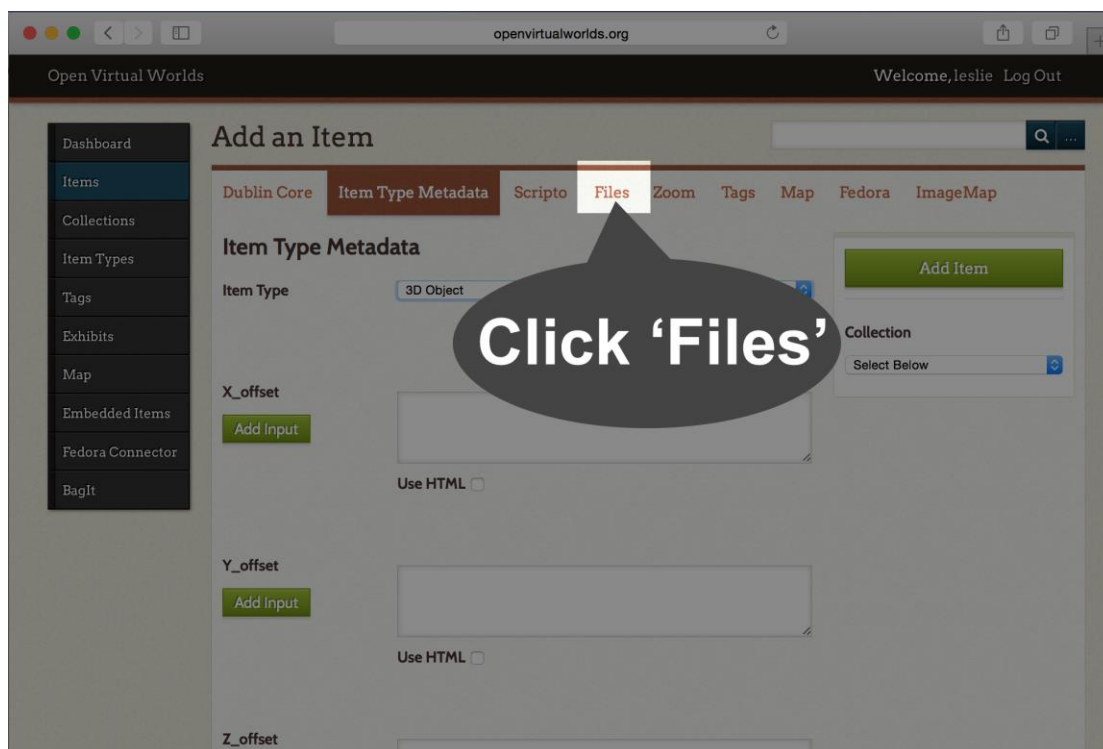 openvirtualworlds.org
Open Virtual Worlds
Welcome, leslie Log Out
Dashboard
Items
Collections
Item Types
Tags
Exhibits
Map
Embedded Items
Fedora Connector
BagIt
Add an Item
...
Dublin Core Item Type Metadata Scripto Files Zoom Tags Map Fedora ImageMap
Item Type Metadata
Item Type 3D Object
Click ‘Files’
Add Item
Collection
Select Below
X_offset
Add Input
Use HTML
Y_offset
Add Input
Use HTML
Z_offset